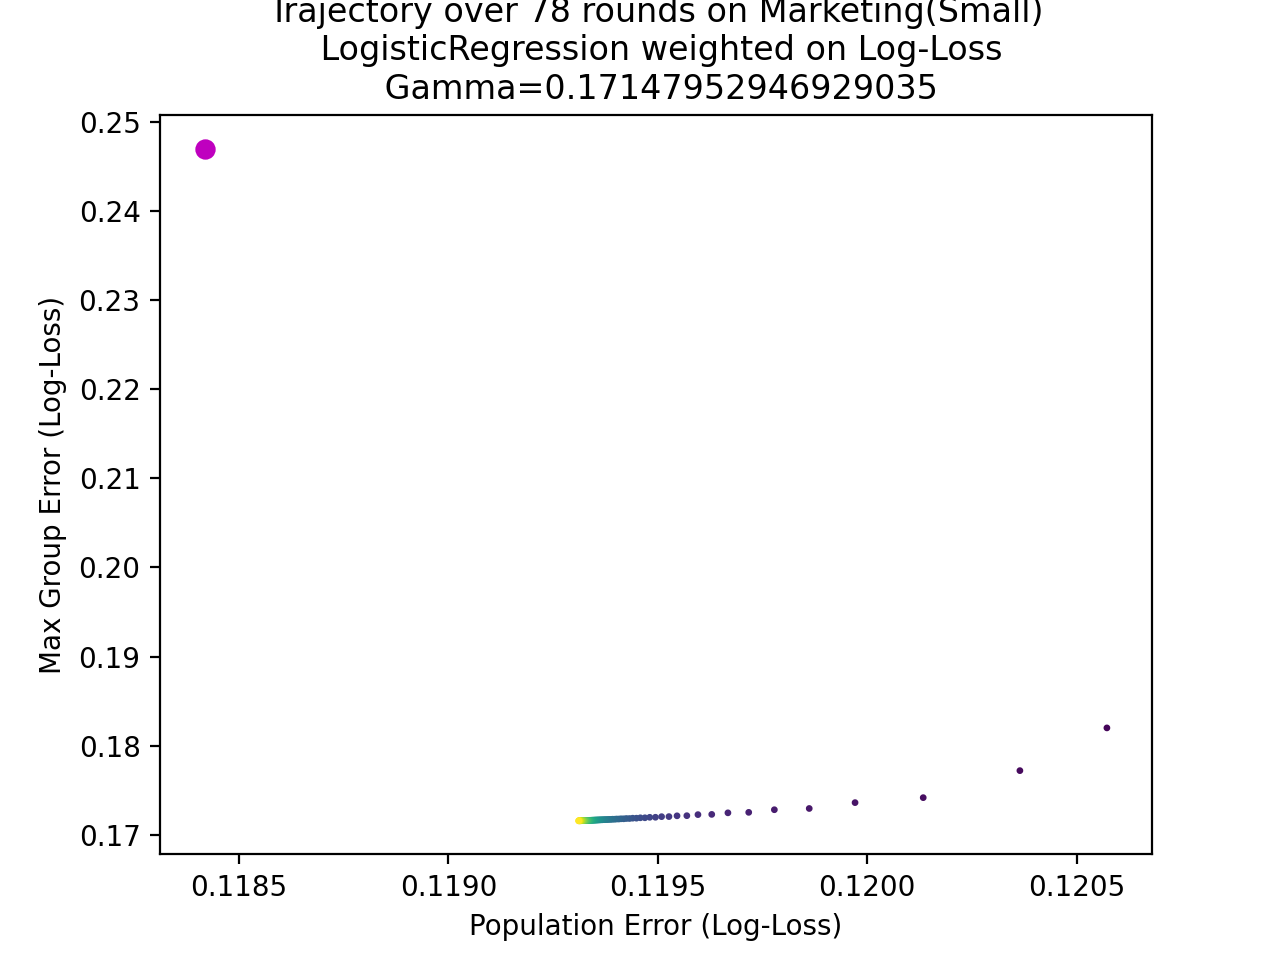 Trajectory over 78 rounds on Marketing(Small)
LogisticRegression weighted on Log-Loss
Gamma=0.17147952946929035
0.25
0.24
0.23
0.22
0.21
0.20
0.19
0.18
0.17
Max Group Error (Log-Loss)
0.1185 0.1190 0.1195 0.1200 0.1205
Population Error (Log-Loss)